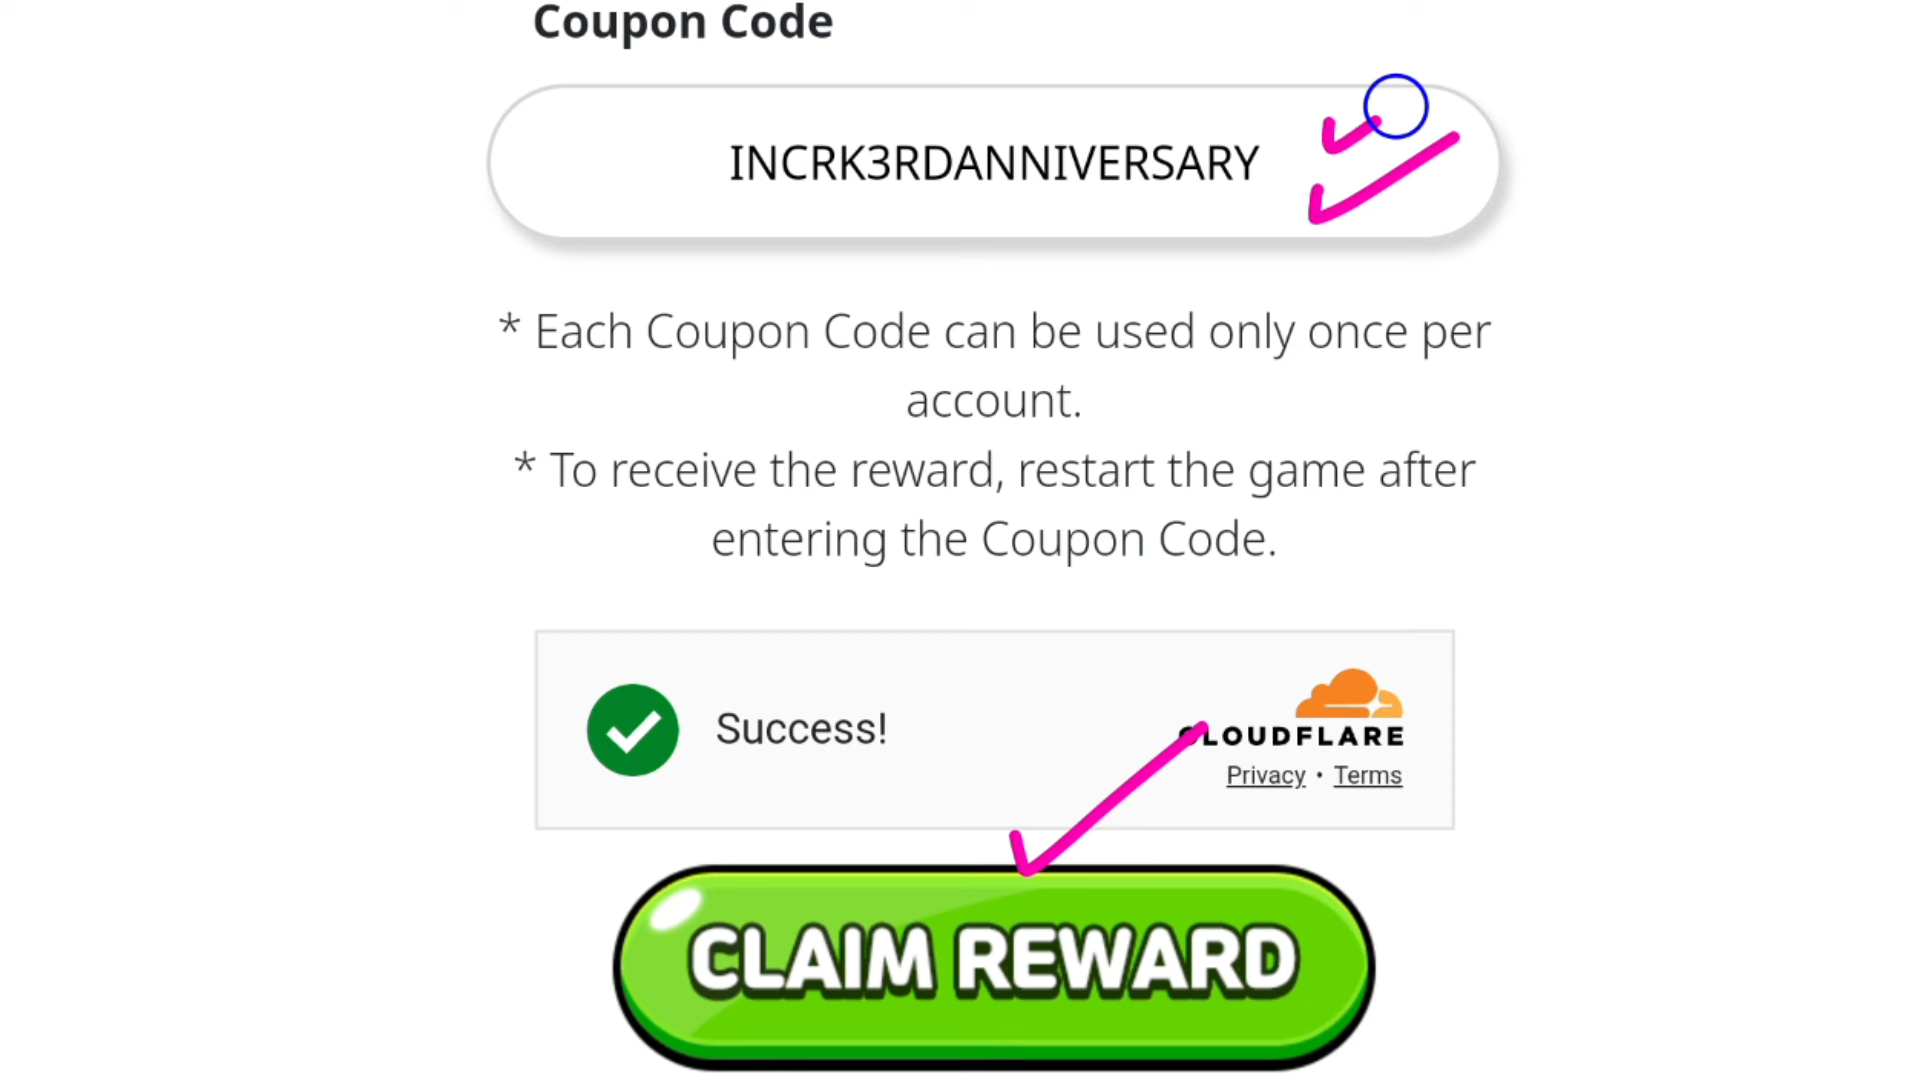 Coupon Code
INCRK3RDANNIVERSARY
* Each Coupon Code can be used only once per
account.
* To receive the reward, restart the game after
entering the Coupon Code.
Success!
CLOUDFLARE
Privacy • Terms
CLAIM REWARD